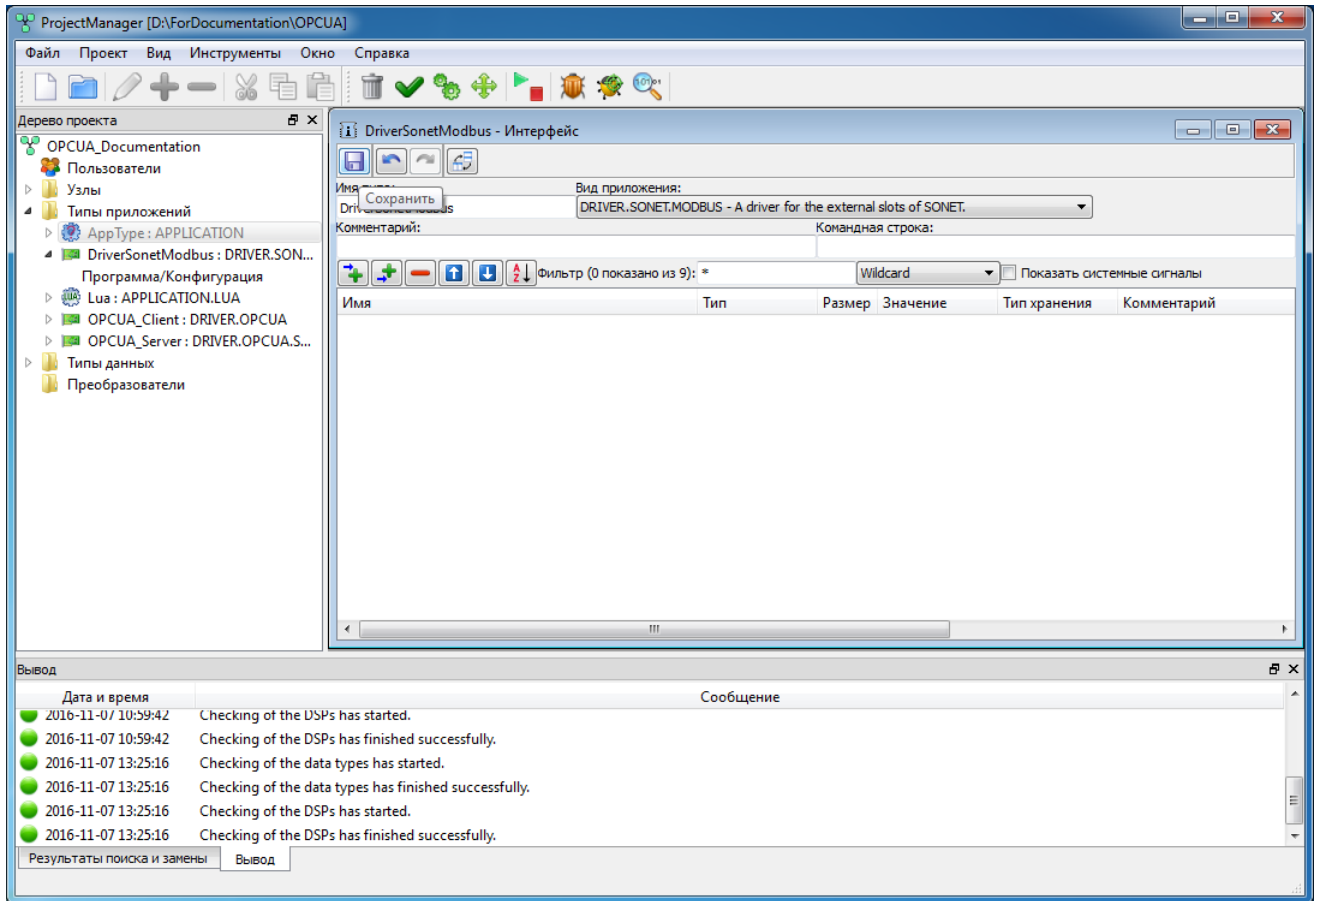 ProjectManager [D:\ForDocumentation\OPCUA]
Файл Проект Вид Инструменты Окно Справка
Дерево проекта
OPCUA_Documentation
Пользователи
Узлы
Типы приложений
AppType : APPLICATION
DriverSonetModbus : DRIVER.SON...
Программа/Конфигурация
Lua : APPLICATION.LUA
OPCUA_Client : DRIVER.OPCUA
OPCUA_Server : DRIVER.OPCUA.S...
Типы данных
Преобразователи
DriverSonetModbus - Интерфейс
Имя Вид приложения:
Сохранить
DRIVER.SONET.MODBUS - A driver for the external slots of SONET.
Комментарий: Командная строка:
Фильтр (0 показано из 9): * Wildcard Показать системные сигналы
Имя Тип Размер Значение Тип хранения Комментарий
Вывод
Дата и время Сообщение
2016-11-07 10:59:42 Checking of the DSPs has started.
2016-11-07 10:59:42 Checking of the DSPs has finished successfully.
2016-11-07 13:25:16 Checking of the data types has started.
2016-11-07 13:25:16 Checking of the data types has finished successfully.
2016-11-07 13:25:16 Checking of the DSPs has started.
2016-11-07 13:25:16 Checking of the DSPs has finished successfully.
Результаты поиска и замены Вывод